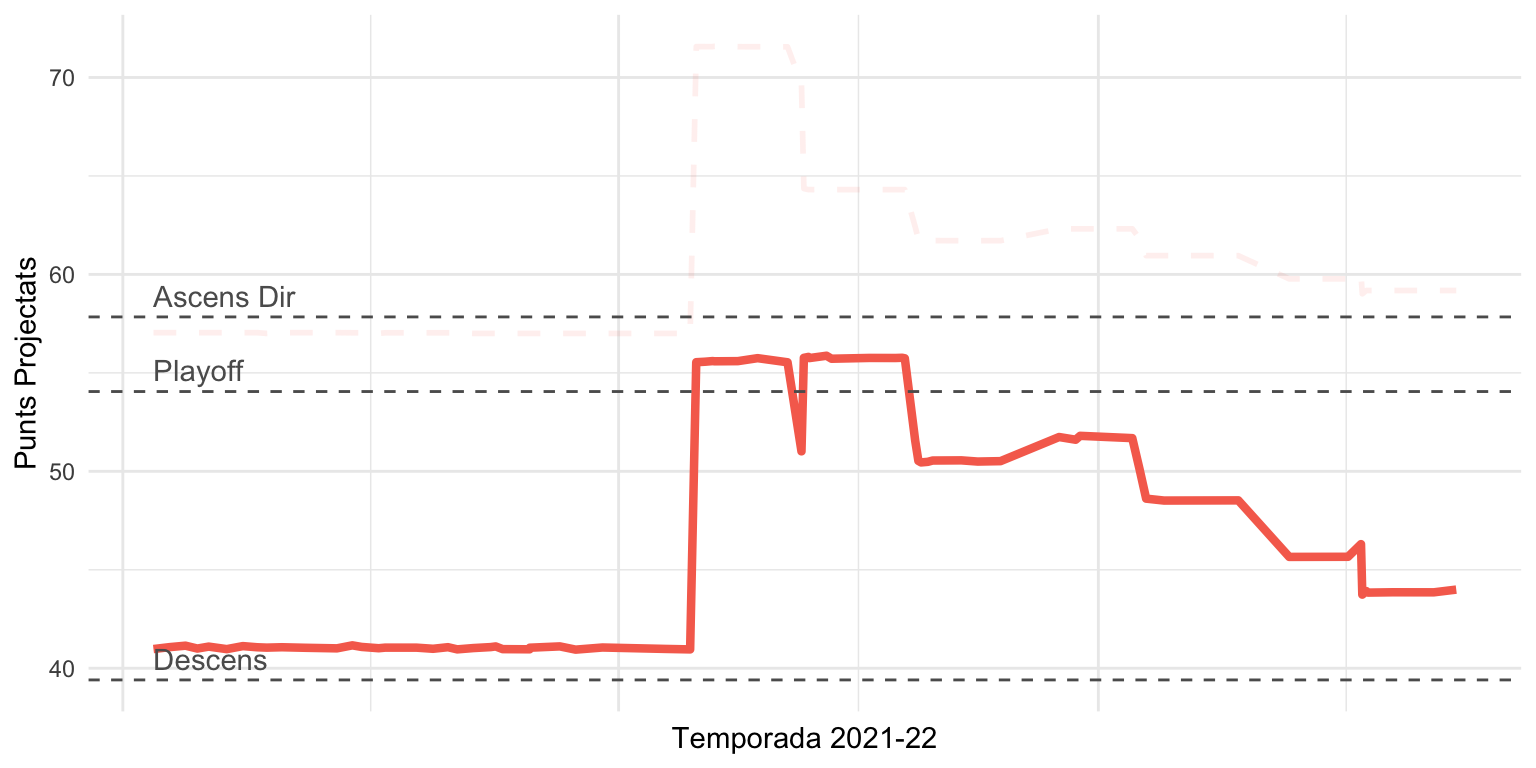 70
60
50
40
Punts Projectats
Ascens Dir
Playoff
Descens
Temporada 2021-22